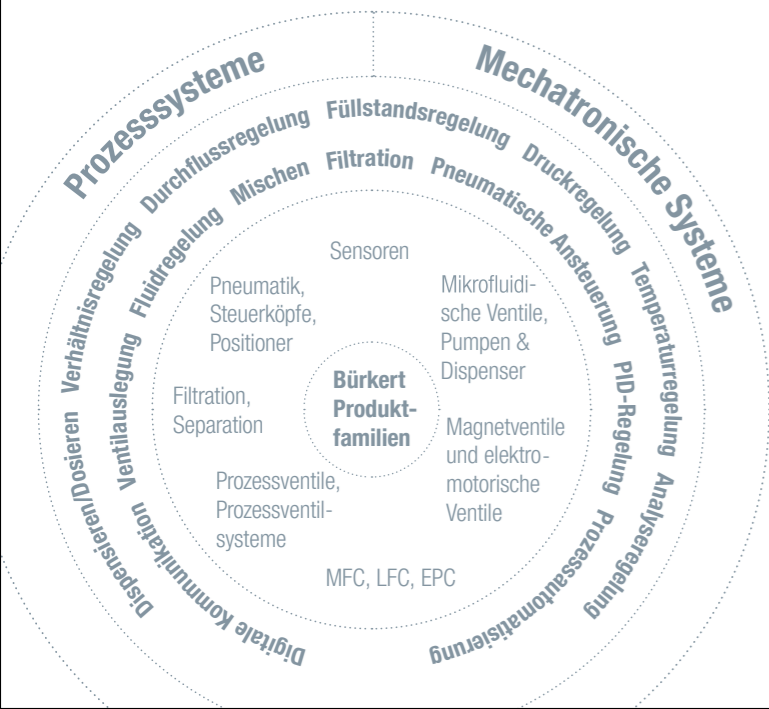 Prozesssysteme
Mechatronische Systeme
Dispensieren/Dosieren Verhältnisregelung Durchflussregelung Füllstandsregelung Druckregelung Temperaturregelung Analyseregelung
Digitale Kommunikation Ventilauslegung Fluidregelung Mischen Filtration Pneumatische Ansteuerung PID-Regelung Prozessautomatisierung
Sensoren
Pneumatik,
Steuerköpfe,
Positioner
Mikrofluidi-
sche Ventile,
Pumpen &
Dispenser
Filtration,
Separation
Bürkert
Produkt-
familien
Magnetventile
und elektro-
motorische
Ventile
Prozessventile,
Prozessventil-
systeme
MFC, LFC, EPC